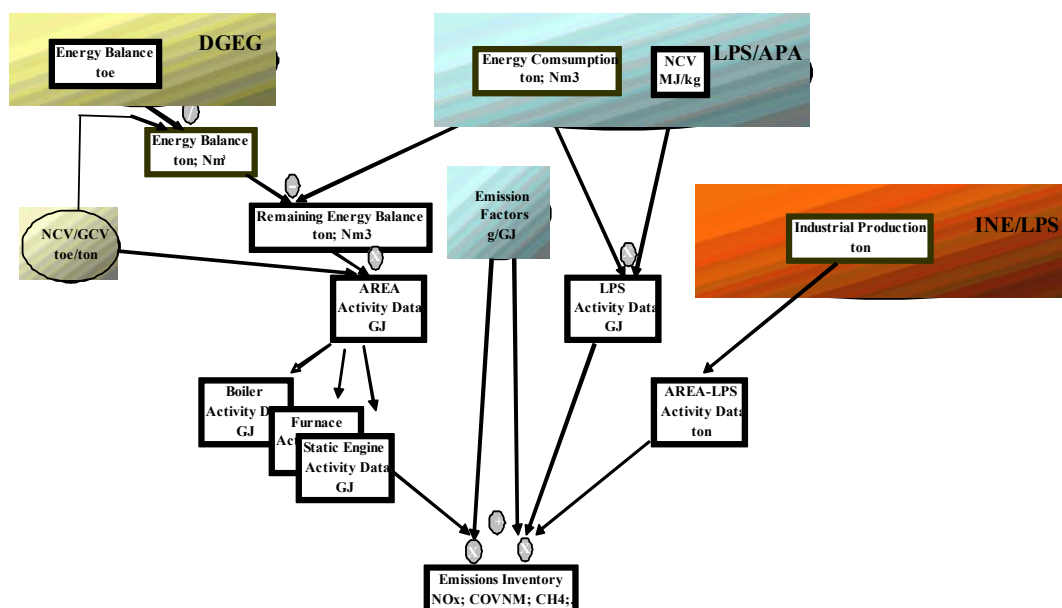 DGEG
Energy Balance
toe
LPS/APA
Energy Comsumption
ton; Nm3
NCV
MJ/kg
/
Energy Balance
ton; Nm³
-
Emission
Factors
g/GJ
Remaining Energy Balance
ton; Nm3
NCV/GCV
toe/ton
INE/LPS
Industrial Production
ton
X
X
AREA
Activity Data
GJ
LPS
Activity Data
GJ
Boiler
Activity D
GJ
AREA-LPS
Activity Data
ton
Furnace
Ac
Static Engine
Activity Data
GJ
+
X
X
Emissions Inventory
NOx; COVNM; CH4;.